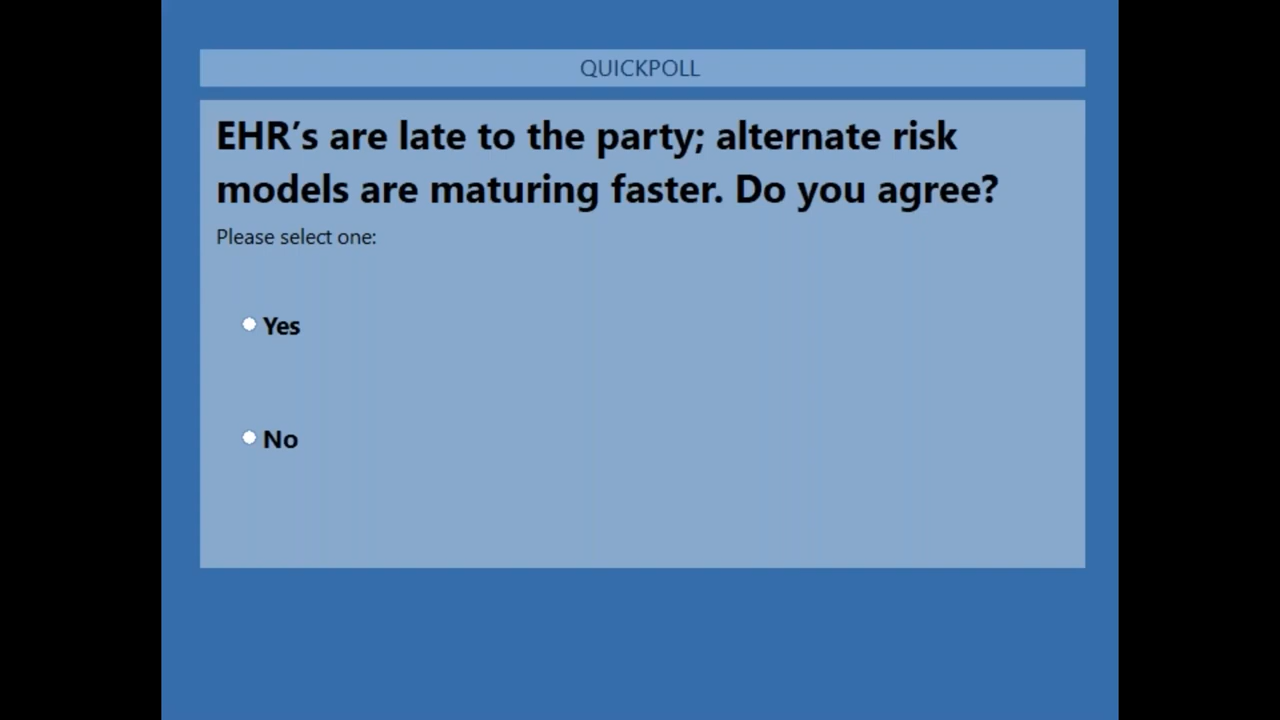 QUICKPOLL
EHR’s are late to the party; alternate risk
models are maturing faster. Do you agree?
Please select one:
Yes
No